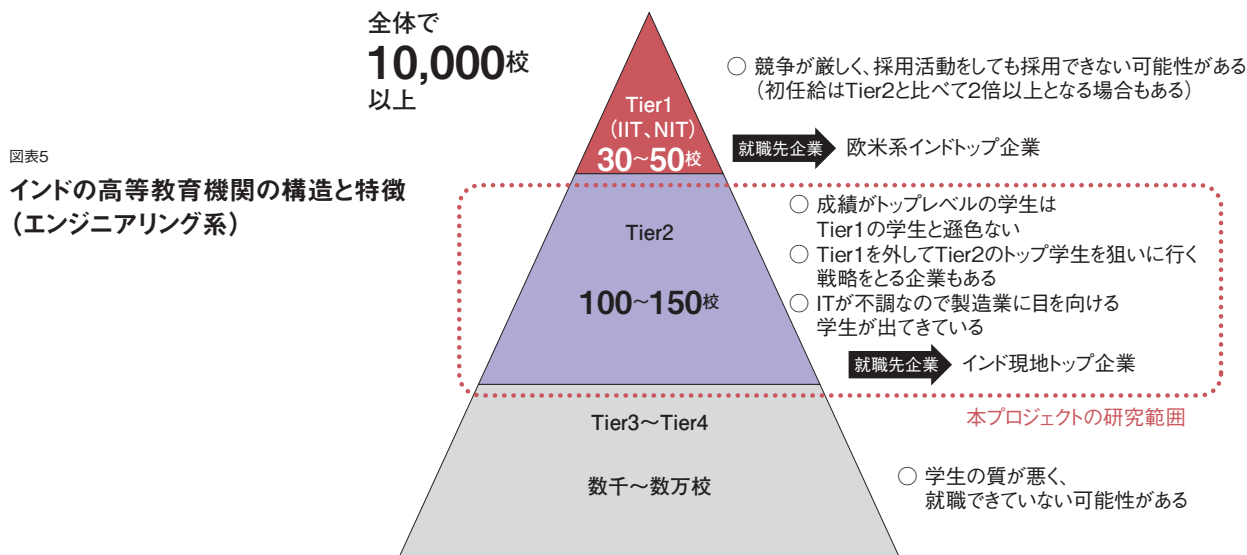 全体で
10,000校
以上
図表5
インドの高等教育機関の構造と特徴
（エンジニアリング系）
Tier1
（IIT、NIT）
30〜50校
○ 競争が厳しく、採用活動をしても採用できない可能性がある
（初任給はTier2と比べて2倍以上となる場合もある）
就職先企業 欧米系インドトップ企業
Tier2
100〜150校
○ 成績がトップレベルの学生は
Tier1の学生と遜色ない
○ Tier1を外してTier2のトップ学生を狙いに行く
戦略をとる企業もある
○ ITが不調なので製造業に目を向ける
学生が出てきている
就職先企業 インド現地トップ企業
本プロジェクトの研究範囲
Tier3〜Tier4
数千〜数万校
○ 学生の質が悪く、
就職できていない可能性がある